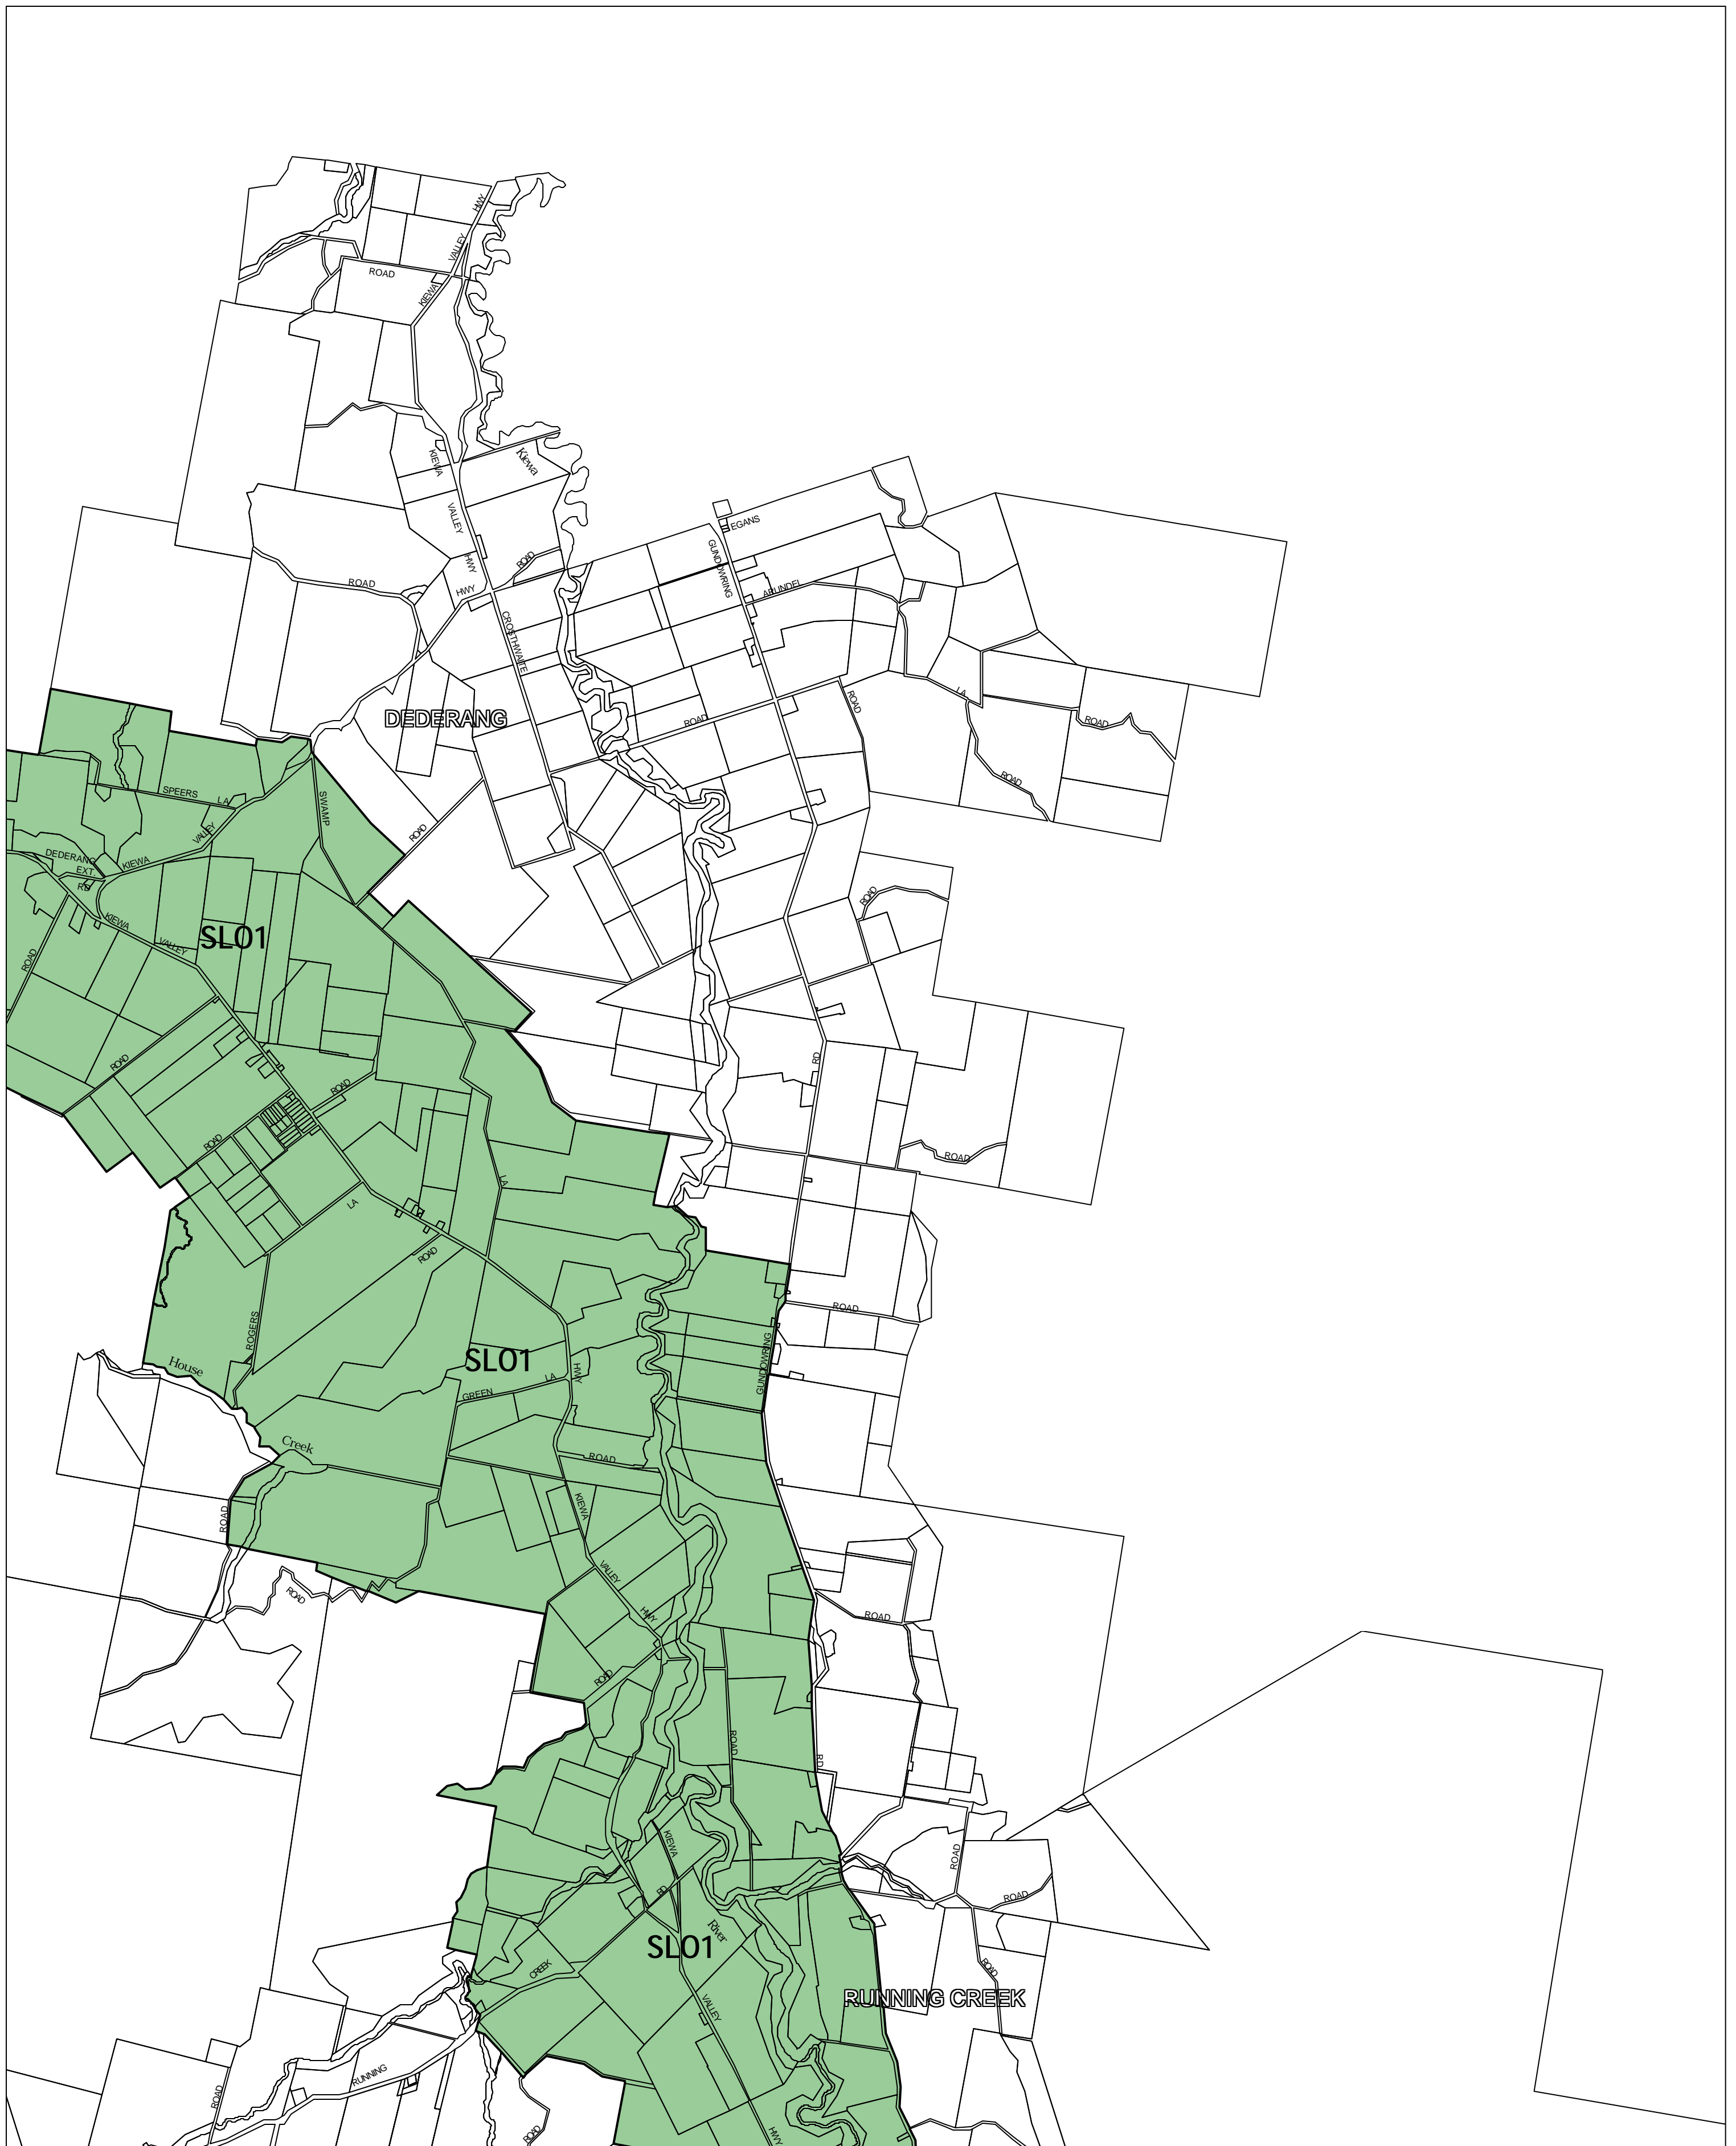 HWY
VALLEY
ROAD
KIEWA
KIEWA
Kiewa
VALLEY
EGANS
HWY
ROAD
GUNDOWRING
ROAD
HWY
ARUNDEL
CROSTHWAITE
LA
ROAD
DEDERANG
ROAD
ROAD
ROAD
SPEERS
LA
SWAMP
VALLEY
ROAD
DEDERANG
EXT.
KIEWA
RD
ROAD
KIEWA
SLO1
VALLEY
ROAD
ROAD
RD
ROAD
ROAD
ROAD
LA
LA
ROAD
ROAD
ROGERS
House
SLO1
HWY
GUNDOWRING
LA
GREEN
Creek
ROAD
KIEWA
ROAD
VALLEY
ROAD
HWY
ROAD
ROAD
ROAD
RD
KIEWA
ROAD
RD
ROAD
River
SLO1
CREEK
ROAD
RUNNING CREEK
VALLEY
RUNNING
ROAD
ROAD
HWY